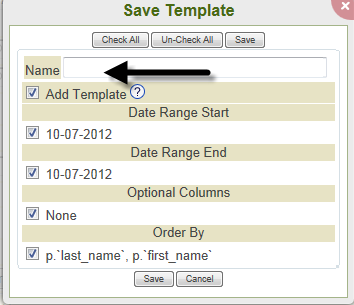 Save Template
Check All Un-Check All Save
Name
Add Template ?
Date Range Start
10-07-2012
Date Range End
10-07-2012
Optional Columns
None
Order By
p.`last_name`, p.`first_name`
Save Cancel